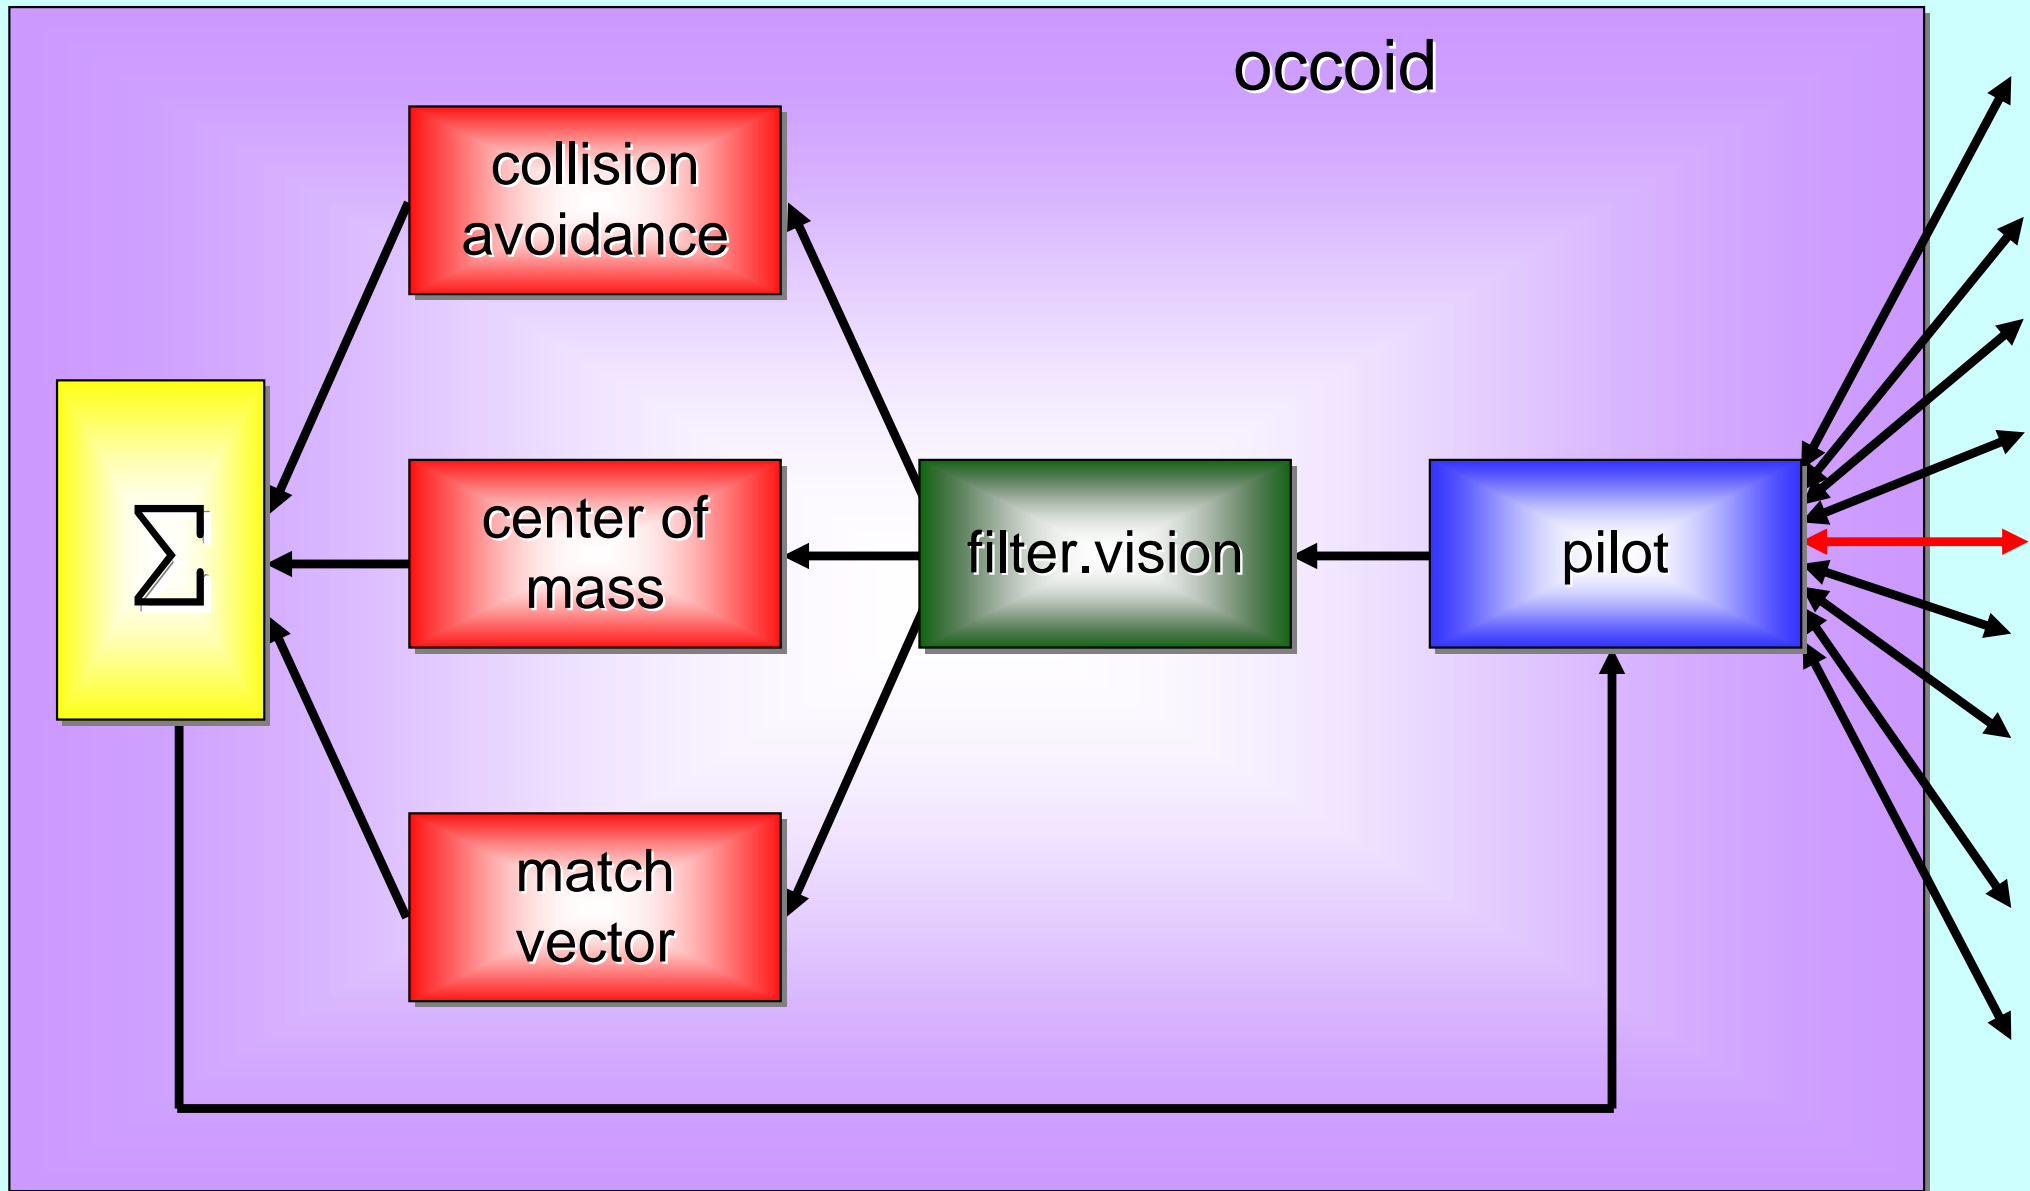 occoid
collision
avoidance
Σ
center of
mass
filter.vision
pilot
match
vector